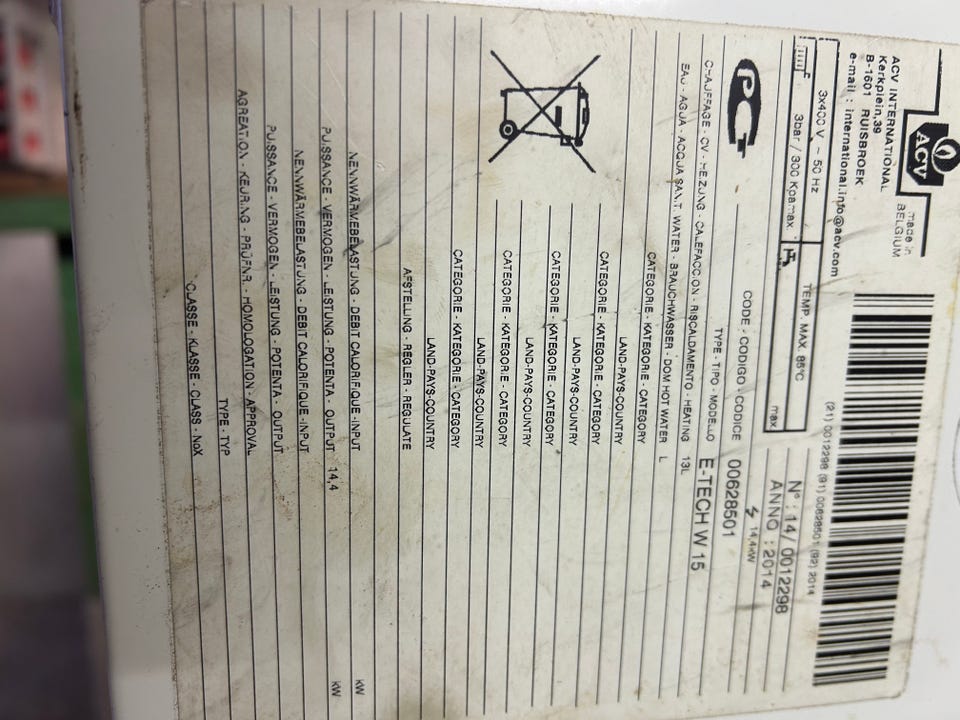 ACV
made in
BELGIUM
ACV INTERNATIONAL
Kerkplein,39
B-1601 RUISBROEK
e-mail : international.info@acv.com
(21) 0012298 (91) 00628501 (92) 2014
3x400 V ~ 50 Hz
TEMP. MAX. 85°C
3bar / 300 Kpa max.
max.
N° : 14/ 0012298
ANNO : 2014
14,4kW
PCT
CODE - CODIGO - CODICE 00628501
TYPE - TIPO - MODELLO E-TECH W 15
CHAUFFAGE - CV - HEIZUNG - CALEFACCION - RISCALDAMENTO - HEATING 13L
EAU - AGUA - ACQUA SANIT. WATER - BRAUCHWASSER - DOM HOT WATER L
CATEGORIE - KATEGORIE - CATEGORY
LAND-PAYS-COUNTRY
CATEGORIE - KATEGORIE - CATEGORY
LAND-PAYS-COUNTRY
CATEGORIE - KATEGORIE - CATEGORY
LAND-PAYS-COUNTRY
CATEGORIE - KATEGORIE - CATEGORY
LAND-PAYS-COUNTRY
CATEGORIE - KATEGORIE - CATEGORY
LAND-PAYS-COUNTRY
AFSTELLING - REGLER - REGULATE
NENNWÄRMEBELASTUNG - DEBIT CALORIFIQUE -INPUT kW
PUISSANCE - VERMOGEN - LEISTUNG - POTENTA - OUTPUT 14,4 kW
NENNWÄRMEBELASTUNG - DEBIT CALORIFIQUE -INPUT
PUISSANCE - VERMOGEN - LEISTUNG - POTENTA - OUTPUT
AGREATION - KEURING - PRÜFNR. - HOMOLOGATION - APPROVAL
TYPE - TYP
CLASSE - KLASSE - CLASS - NoX